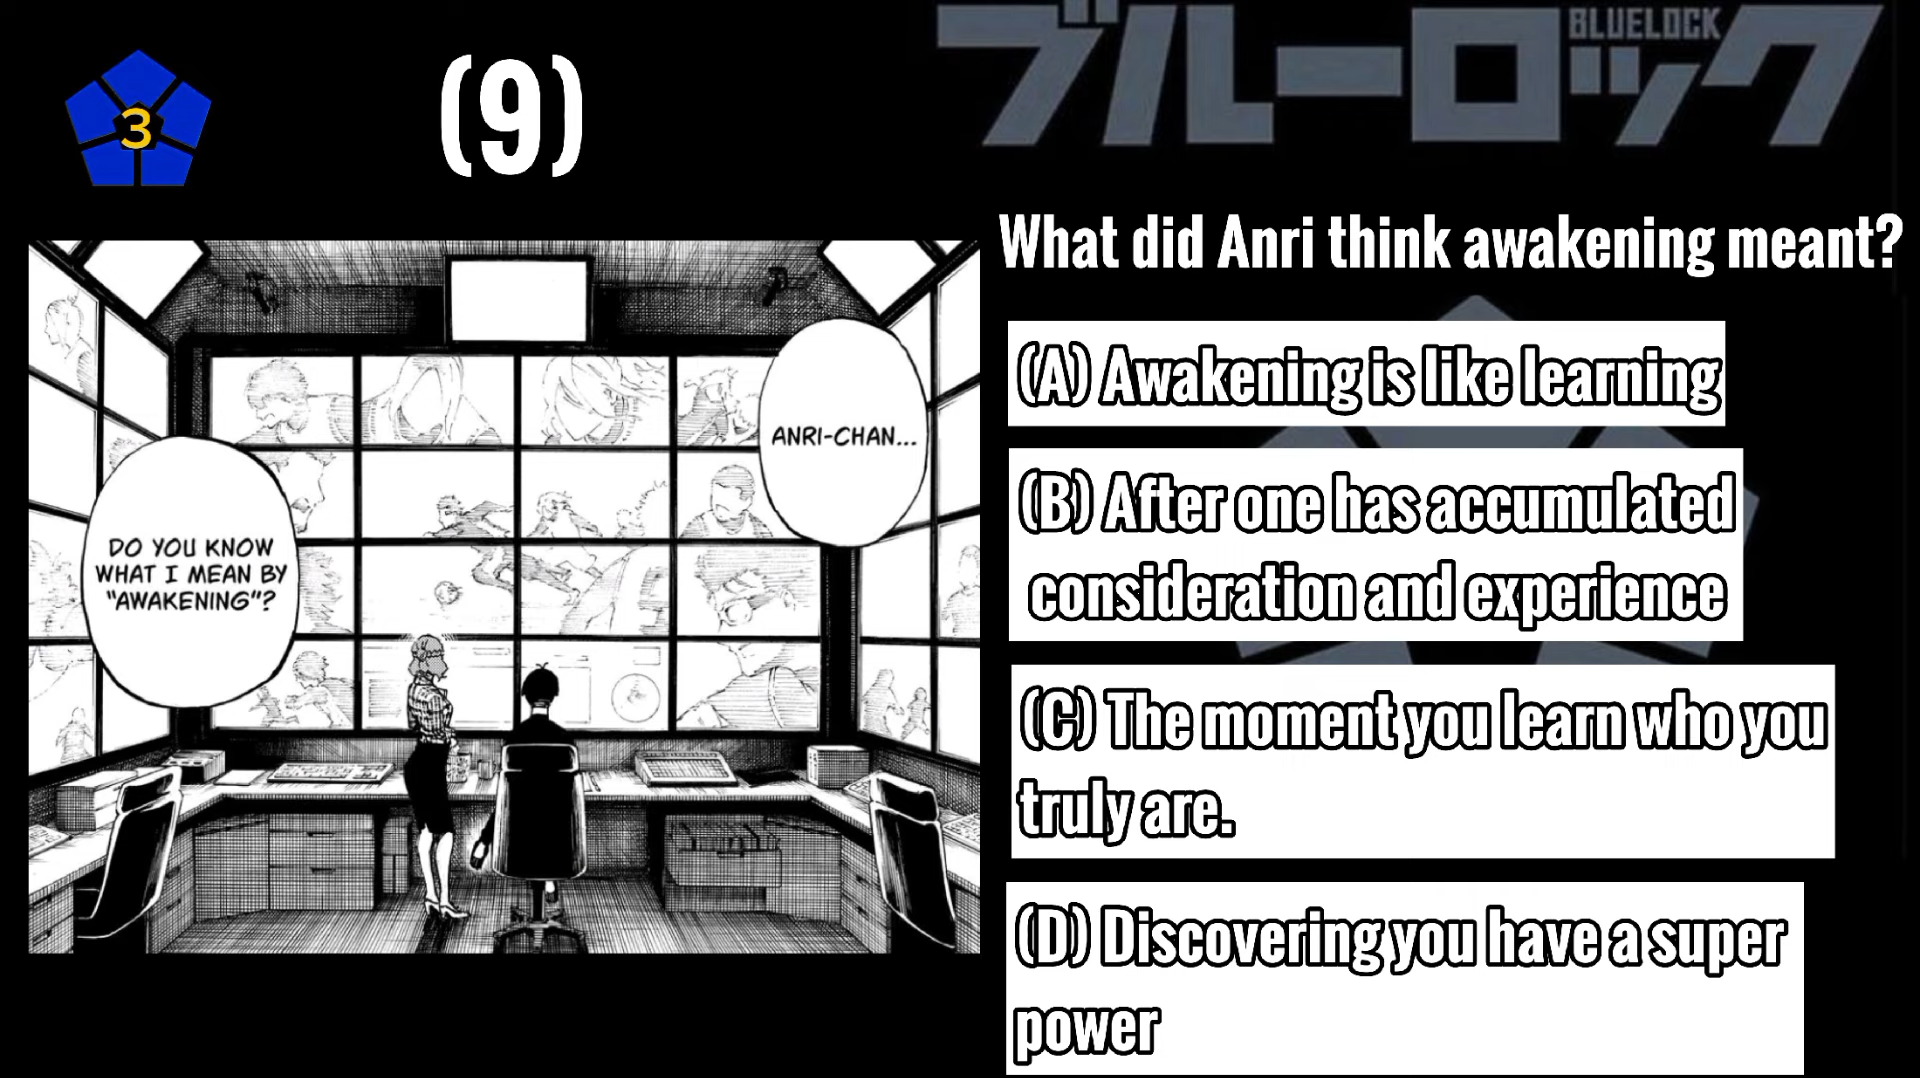 3
(9)
ブルーロック
BLUELOCK
What did Anri think awakening meant?
ANRI-CHAN...
DO YOU KNOW
WHAT I MEAN BY
"AWAKENING"?
(A) Awakening is like learning
(B) After one has accumulated
consideration and experience
(C) The moment you learn who you
truly are.
(D) Discovering you have a super
power